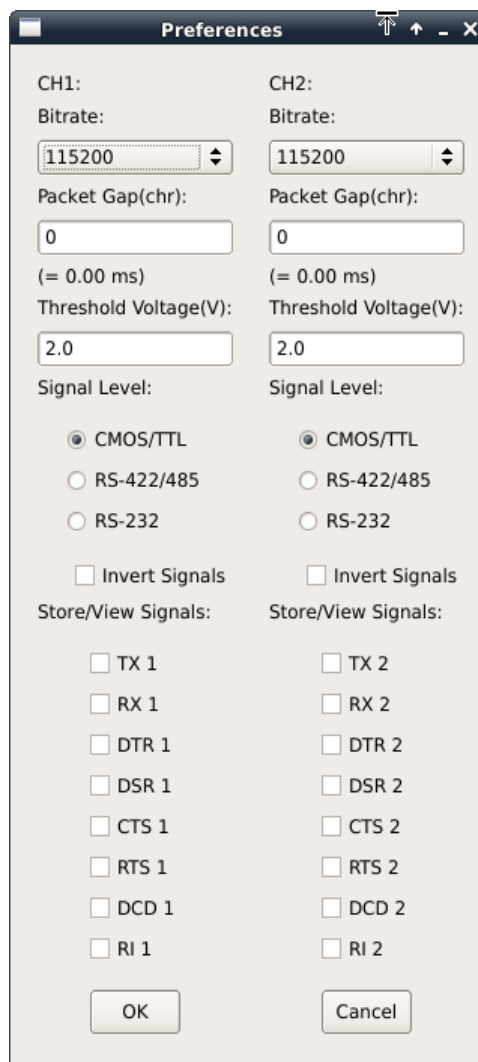 Preferences
CH1: CH2:
Bitrate: Bitrate:
115200 115200
Packet Gap(chr): Packet Gap(chr):
0 0
(= 0.00 ms) (= 0.00 ms)
Threshold Voltage(V): Threshold Voltage(V):
2.0 2.0
Signal Level: Signal Level:
CMOS/TTL CMOS/TTL
RS-422/485 RS-422/485
RS-232 RS-232
Invert Signals Invert Signals
Store/View Signals: Store/View Signals:
TX 1 TX 2
RX 1 RX 2
DTR 1 DTR 2
DSR 1 DSR 2
CTS 1 CTS 2
RTS 1 RTS 2
DCD 1 DCD 2
RI 1 RI 2
OK Cancel